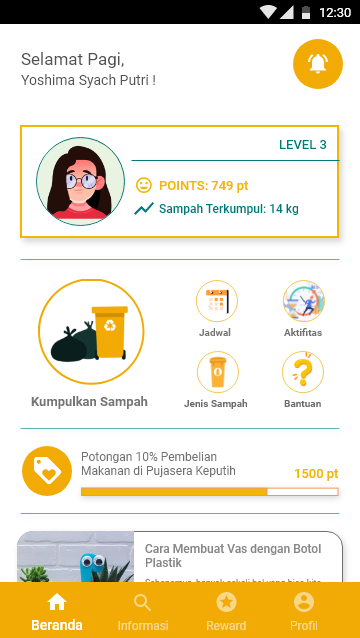 12:30
Selamat Pagi,
Yoshima Syach Putri !
LEVEL 3
POINTS: 749 pt
Sampah Terkumpul: 14 kg
Kumpulkan Sampah
Jadwal
Aktifitas
Jenis Sampah
Bantuan
Potongan 10% Pembelian
Makanan di Pujasera Keputih
1500 pt
Cara Membuat Vas dengan Botol
Plastik
Beranda
Informasi
Reward
Profil